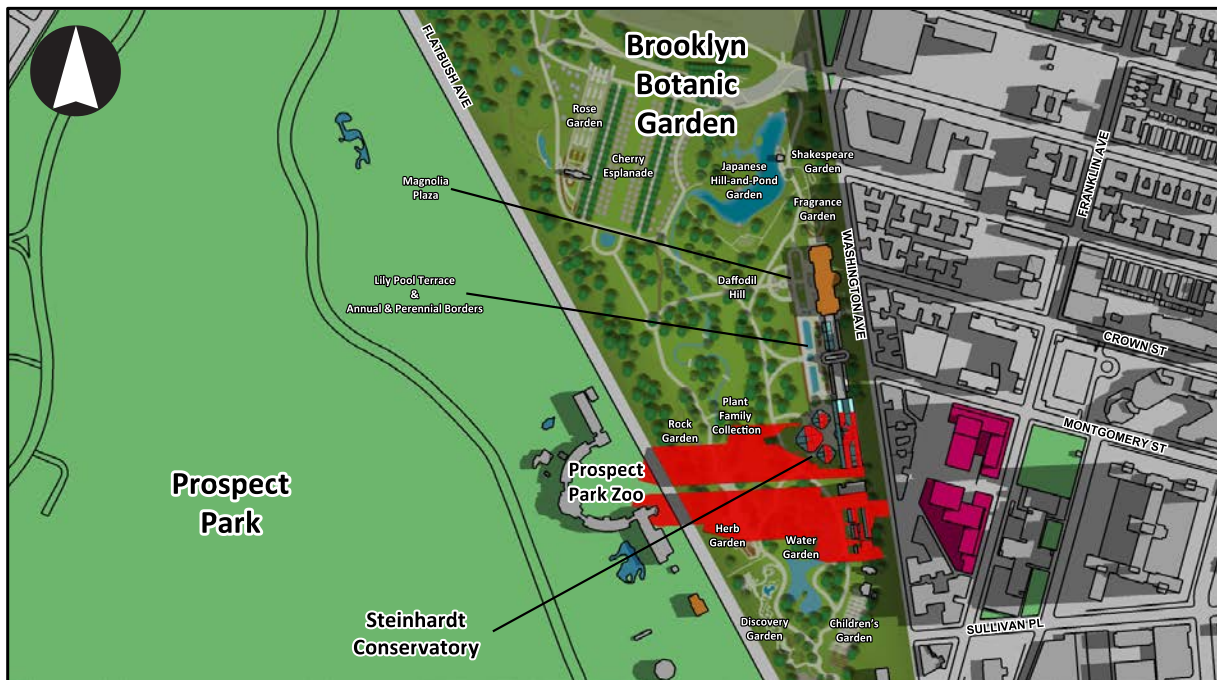 FLATBUSH AVE
Brooklyn
Botanic
Garden
Rose
Garden
Cherry
Esplanade
Japanese
Hill-and-Pond
Garden
Shakespeare
Garden
Fragrance
Garden
FRANKLIN AVE
Magnolia
Plaza
WASHINGTON AVE
Lily Pool Terrace
&
Annual & Perennial Borders
Daffodil
Hill
CROWN ST
Plant
Family
Collection
Rock
Garden
MONTGOMERY ST
Prospect
Park
Prospect
Park Zoo
Herb
Garden
Water
Garden
Steinhardt
Conservatory
Discovery
Garden
Children's
Garden
SULLIVAN PL